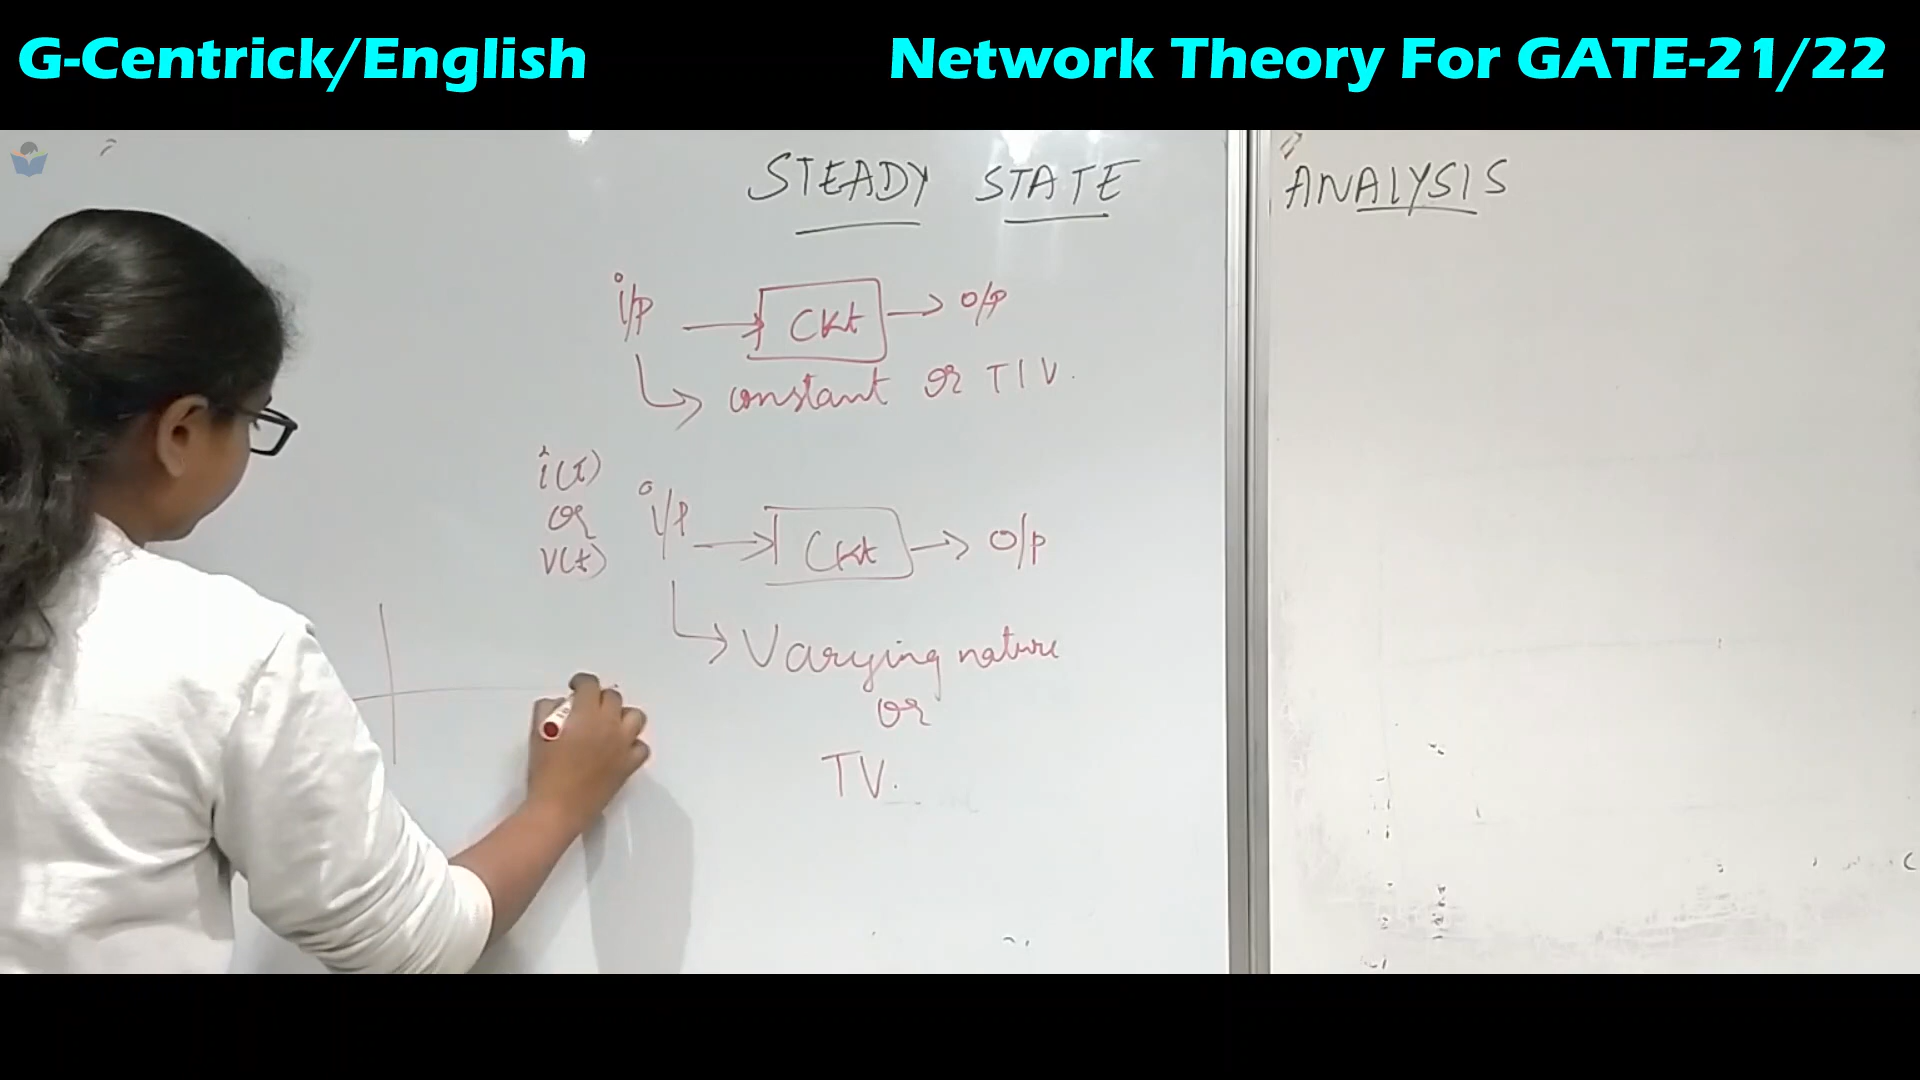 G-Centrick/English
Network Theory For GATE-21/22
STEADY STATE ANALYSIS
i/p → Ckt → o/p
↳ constant or TIV.
i(t)
or
v(t)
i/p → Ckt → o/p
↳ Varying nature
or
TV.